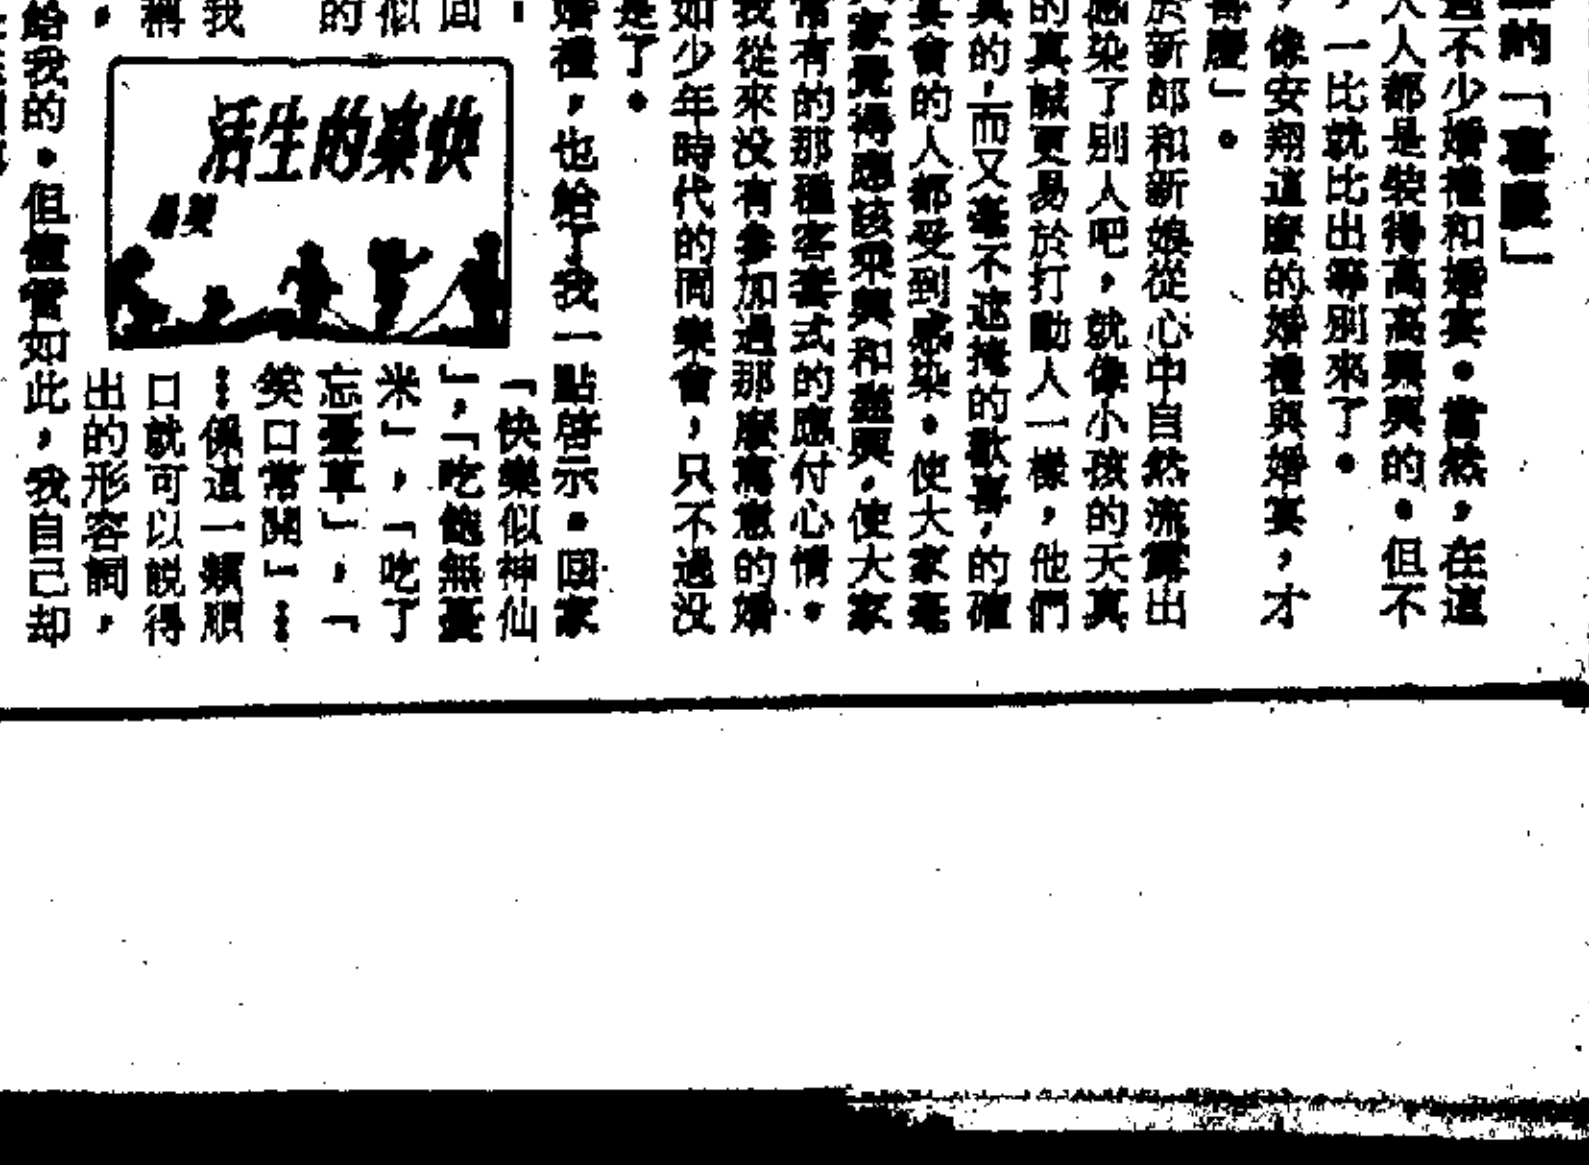 的「喜慶」
過不少婚禮和婚宴。當然，在這
人人都是裝得高高興興的。但不
，一比就比出別來了。
，像安翔這麼的婚禮與婚宴，才
喜慶」。
於新郎和新娘從心中自然流露出
感染了別人吧，就像小孩的天真
的真誠更易於打動人一樣，他們
真的，而又毫不遮掩的歡喜，的確
宴會的人都受到感染。使大家毫
家覺得應該興和盡興，使大家
常有的那種客套式的應付心情。
我從來没有參加過那麼寫意的婚
如少年時代的同樂會，只不過没
是了。
婚禮，也給了我一點啓示。回家
快樂的生活
回
似
的
我
稱，
「快樂似神仙
」，「吃飽無憂
米」，「吃了
忘憂草」，「
笑口常開」…
…像這一類順
口就可以説得
出的形容詞，
給我的。但儘管如此，我自己却